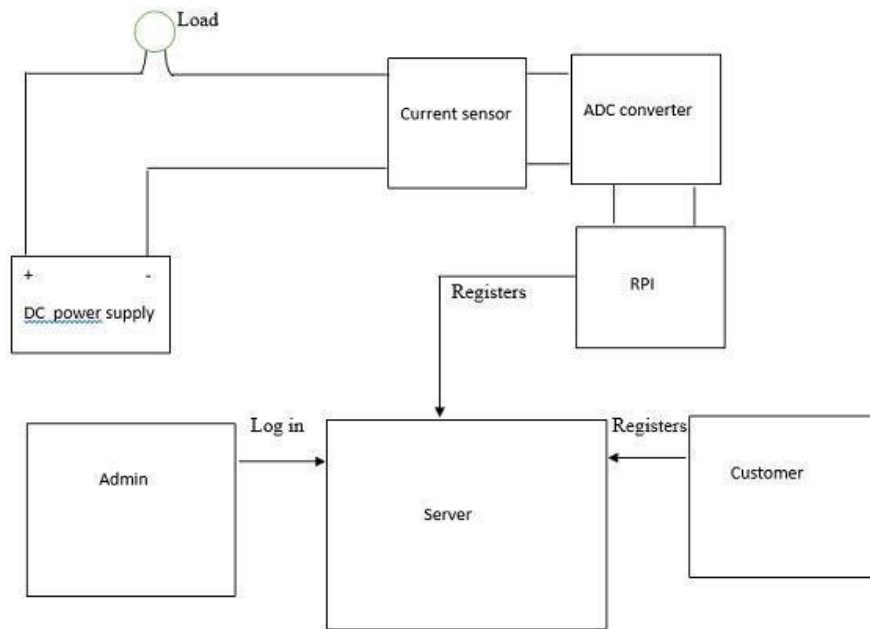 Load
Current sensor
ADC converter
+ -
DC power supply
RPI
Registers
Log in
Registers
Admin
Server
Customer